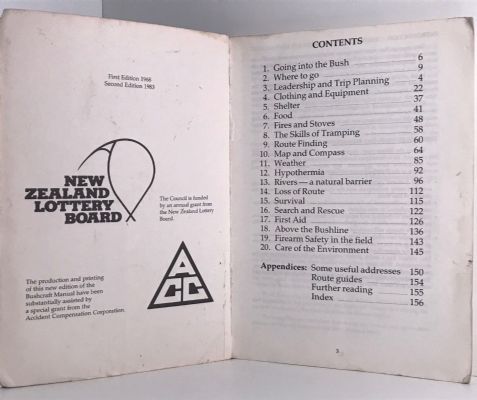 First Edition 1966
Second Edition 1983
NEW
ZEALAND
LOTTERY
BOARD
The Council is funded
by an annual grant from
the New Zealand Lottery
Board.
The production and printing
of this new edition of the
Bushcraft Manual have been
substantially assisted by
a special grant from the
Accident Compensation Corporation.
A
CC
CONTENTS
1. Going into the Bush 6
2. Where to go 9
3. Leadership and Trip Planning 4
4. Clothing and Equipment 22
5. Shelter 37
6. Food 41
7. Fires and Stoves 48
8. The Skills of Tramping 58
9. Route Finding 60
10. Map and Compass 64
11. Weather 85
12. Hypothermia 92
13. Rivers — a natural barrier 96
14. Loss of Route 112
15. Survival 115
16. Search and Rescue 122
17. First Aid 126
18. Above the Bushline 136
19. Firearm Safety in the field 143
20. Care of the Environment 145
Appendices: Some useful addresses 150
Route guides 154
Further reading 155
Index 156
3